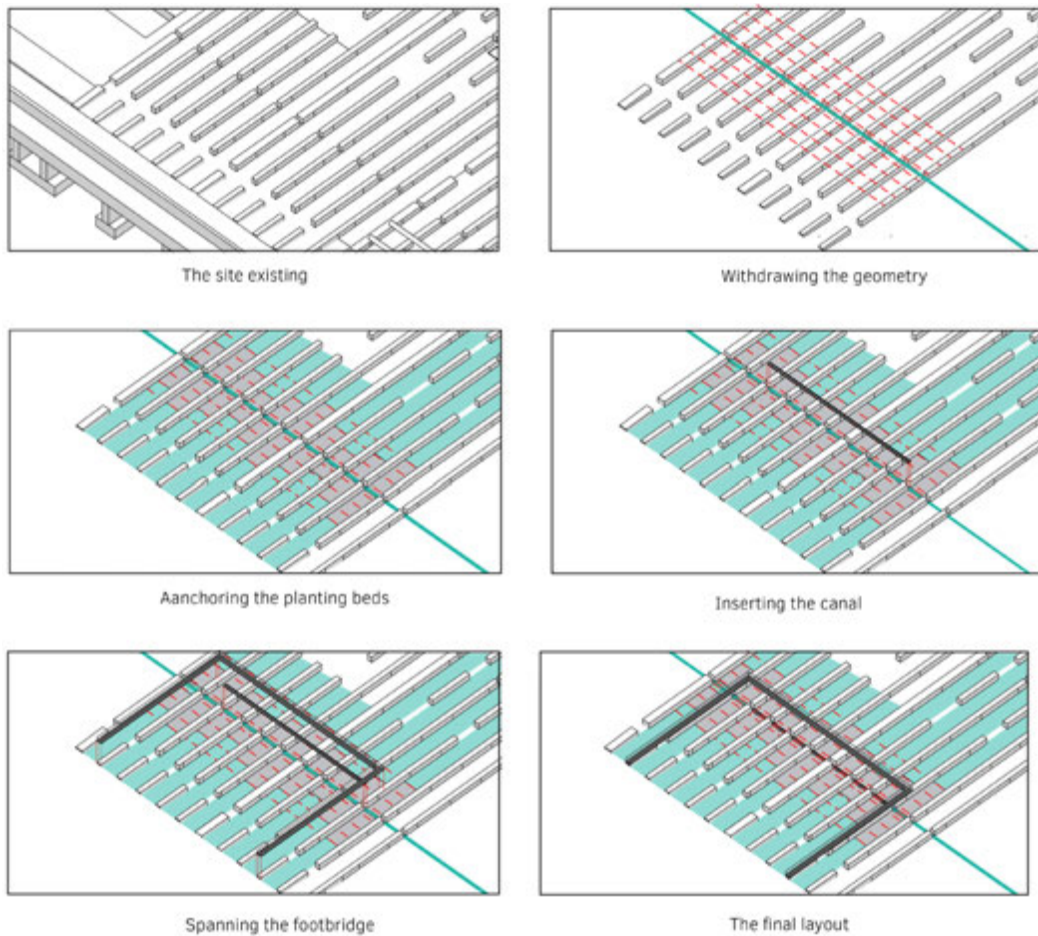 The site existing
Withdrawing the geometry
Aanchoring the planting beds
Inserting the canal
Spanning the footbridge
The final layout